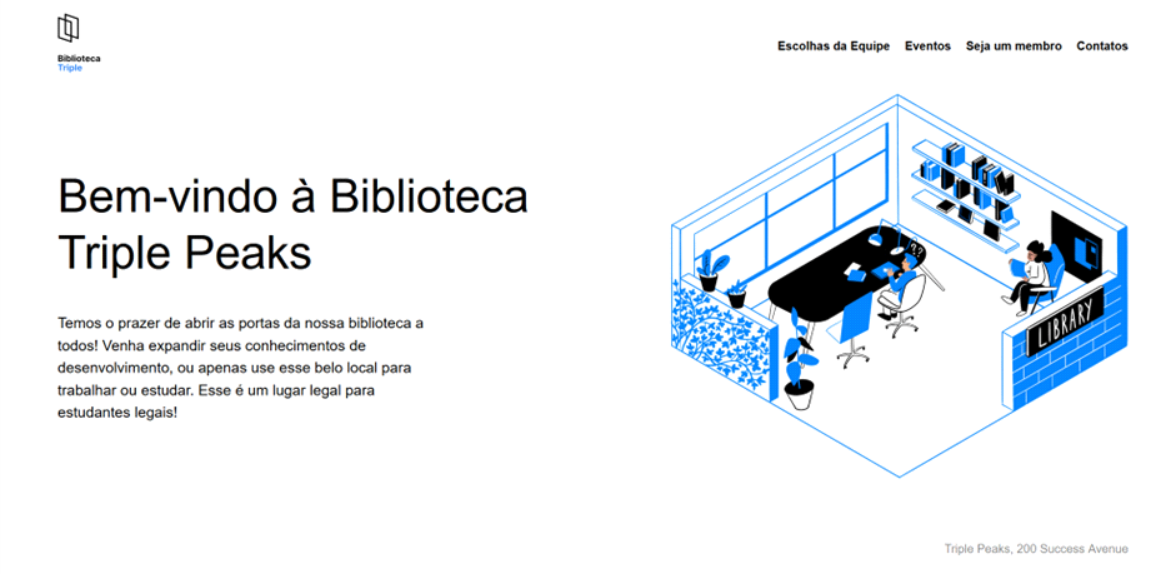 Biblioteca
Triple
Escolhas da Equipe Eventos Seja um membro Contatos
Bem-vindo à Biblioteca
Triple Peaks
Temos o prazer de abrir as portas da nossa biblioteca a
todos! Venha expandir seus conhecimentos de
desenvolvimento, ou apenas use esse belo local para
trabalhar ou estudar. Esse é um lugar legal para
estudantes legais!
??
LIBRARY
Triple Peaks, 200 Success Avenue